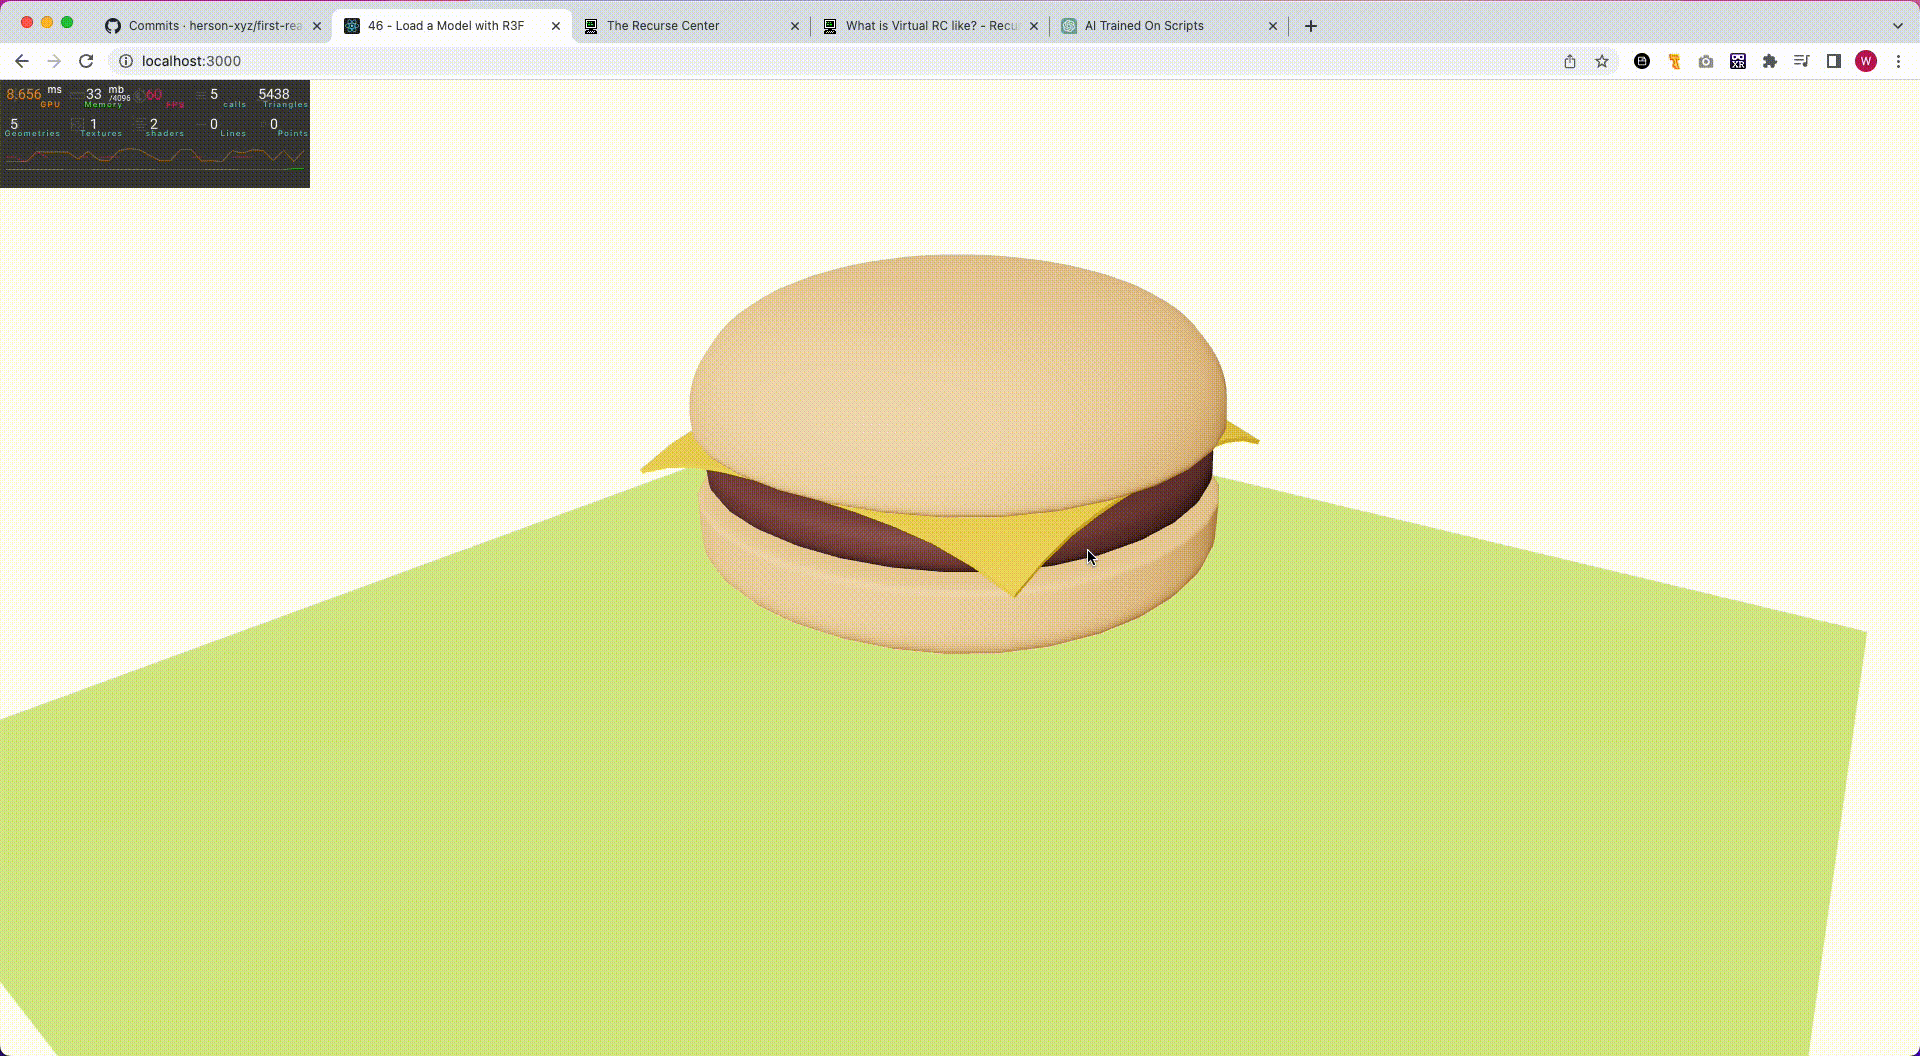 Commits · herson-xyz/first-rea
46 - Load a Model with R3F
The Recurse Center
What is Virtual RC like? - Recu
AI Trained On Scripts
localhost:3000
W
8.656 ms GPU
33 mb /4096 Memory
60 FPS
5 calls
5438 Triangles
5 Geometries
1 Textures
2 shaders
0 Lines
0 Points